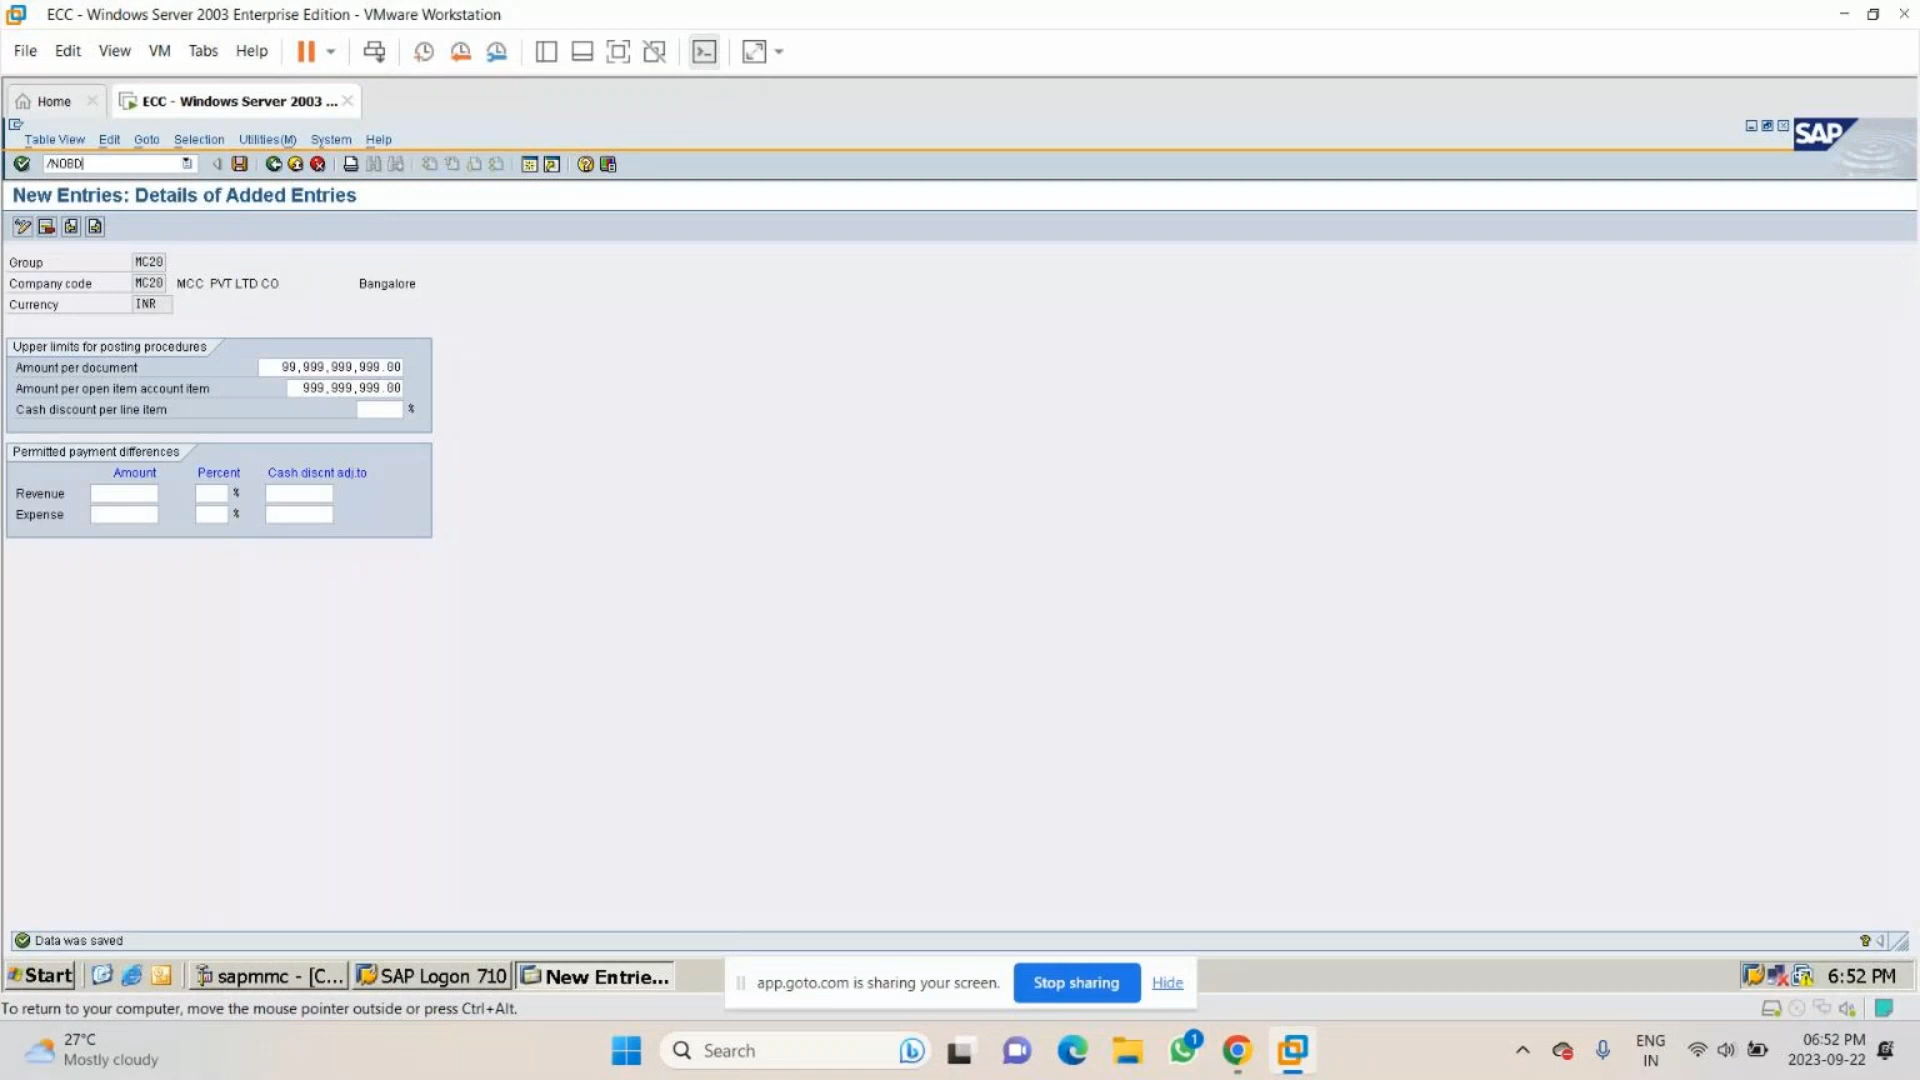 ECC - Windows Server 2003 Enterprise Edition - VMware Workstation
File Edit View VM Tabs Help
Home
ECC - Windows Server 2003 ...
Table View Edit Goto Selection Utilities(M) System Help
SAP
/NOBD
New Entries: Details of Added Entries
Group MC20
Company code MC20 MCC PVT LTD CO Bangalore
Currency INR
Upper limits for posting procedures
Amount per document 99,999,999,999.00
Amount per open item account item 999,999,999.00
Cash discount per line item %
Permitted payment differences
Amount Percent Cash discnt adj.to
Revenue %
Expense %
Data was saved
Start
sapmmc - [C...
SAP Logon 710
New Entrie...
app.goto.com is sharing your screen.
Stop sharing
Hide
6:52 PM
To return to your computer, move the mouse pointer outside or press Ctrl+Alt.
27°C
Mostly cloudy
Search
1
ENG
IN
06:52 PM
2023-09-22